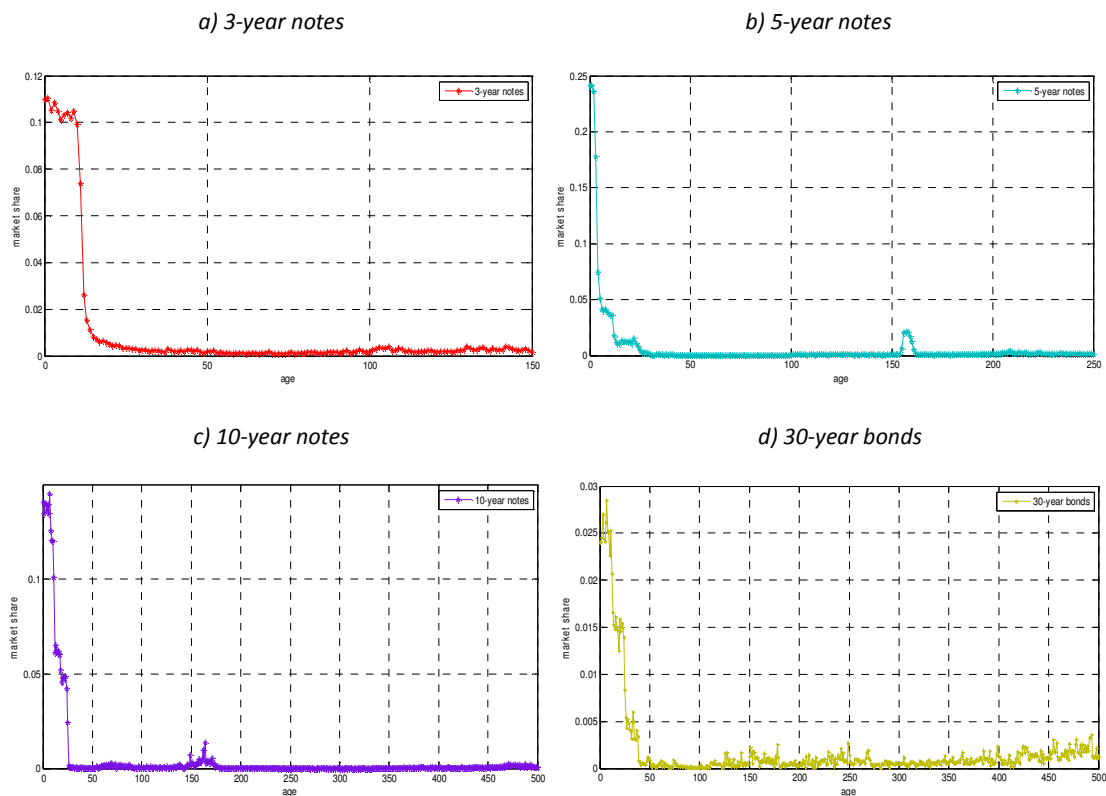 a) 3-year notes
b) 5-year notes
0.12
0.1
0.08
0.06
0.04
0.02
0
market share
3-year notes
0 50 100 150
age
0.25
0.2
0.15
0.1
0.05
0
market share
5-year notes
0 50 100 150 200 250
age
c) 10-year notes
d) 30-year bonds
0.1
0.05
0
market share
10-year notes
0 50 100 150 200 250 300 350 400 450 500
age
0.03
0.025
0.02
0.015
0.01
0.005
0
market share
30-year bonds
0 50 100 150 200 250 300 350 400 450 500
age